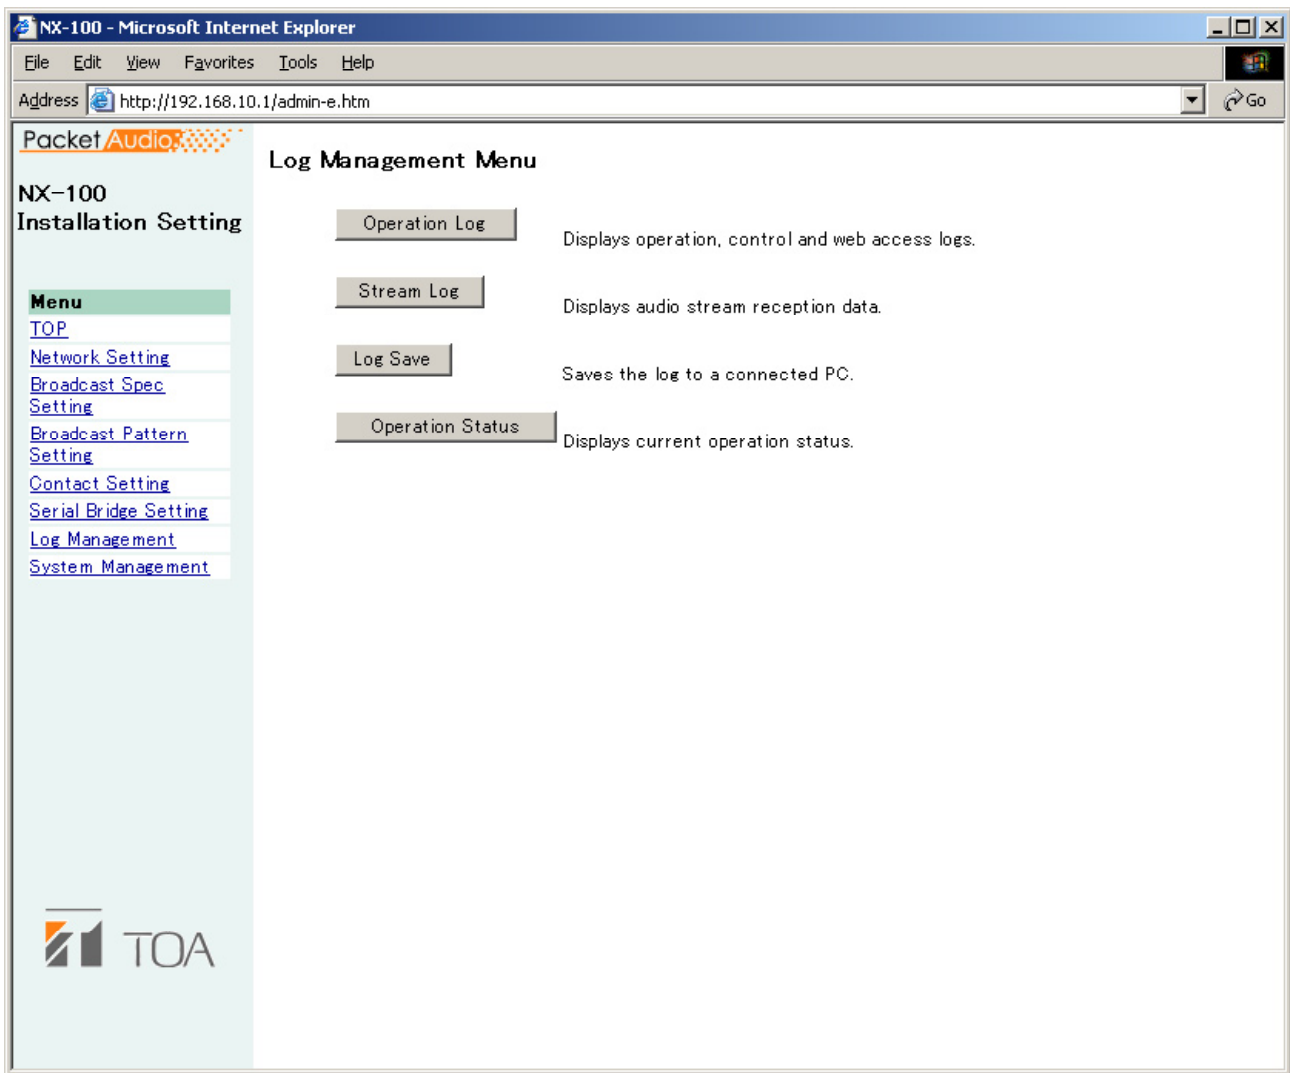 NX-100 - Microsoft Internet Explorer
File Edit View Favorites Tools Help
Address http://192.168.10.1/admin-e.htm Go
Packet Audio
NX-100
Installation Setting
Menu
TOP
Network Setting
Broadcast Spec
Setting
Broadcast Pattern
Setting
Contact Setting
Serial Bridge Setting
Log Management
System Management
TOA
Log Management Menu
Operation Log Displays operation, control and web access logs.
Stream Log Displays audio stream reception data.
Log Save Saves the log to a connected PC.
Operation Status Displays current operation status.